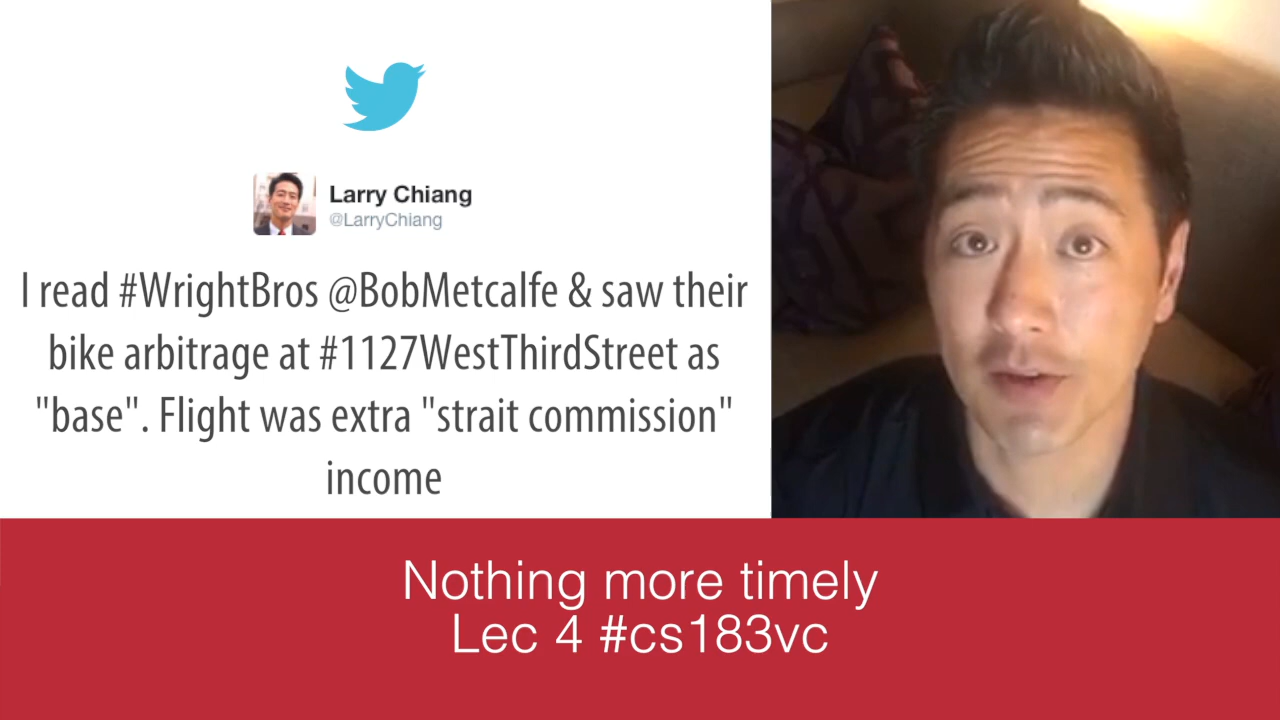 Larry Chiang
@LarryChiang
I read #WrightBros @BobMetcalfe & saw their
bike arbitrage at #1127WestThirdStreet as
"base". Flight was extra "strait commission"
income
Nothing more timely
Lec 4 #cs183vc